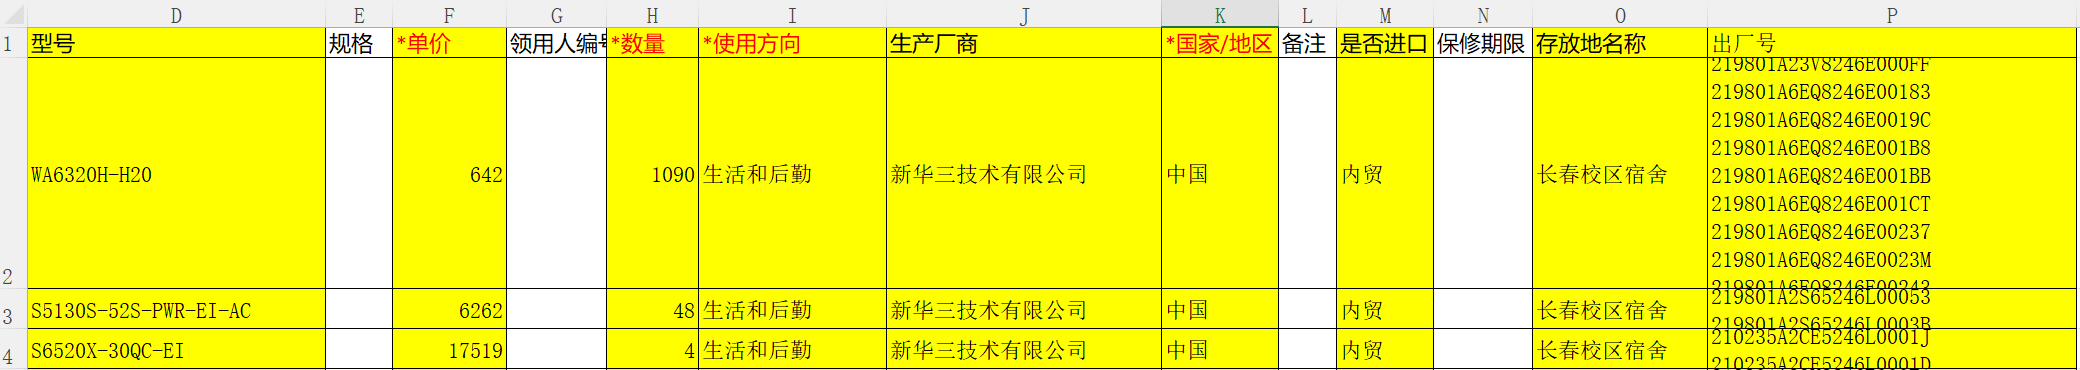 D E F G H I J K L M N O P
1 型号 规格 *单价 领用人编号 *数量 *使用方向 生产厂商 *国家/地区 备注 是否进口 保修期限 存放地名称 出厂号
219801A23V8246E000FF
219801A6EQ8246E00183
219801A6EQ8246E0019C
219801A6EQ8246E001B8
2 WA6320H-H20 642 1090 生活和后勤 新华三技术有限公司 中国 内贸 长春校区宿舍 219801A6EQ8246E001BB
219801A6EQ8246E001CT
219801A6EQ8246E00237
219801A6EQ8246E0023M
219801A6EQ8246E00243
219801A2S65246L00053
3 S5130S-52S-PWR-EI-AC 6262 48 生活和后勤 新华三技术有限公司 中国 内贸 长春校区宿舍
219801A2S65246L0003B
210235A2CE5246L0001J
4 S6520X-30QC-EI 17519 4 生活和后勤 新华三技术有限公司 中国 内贸 长春校区宿舍
210235A2CE5246L0001D